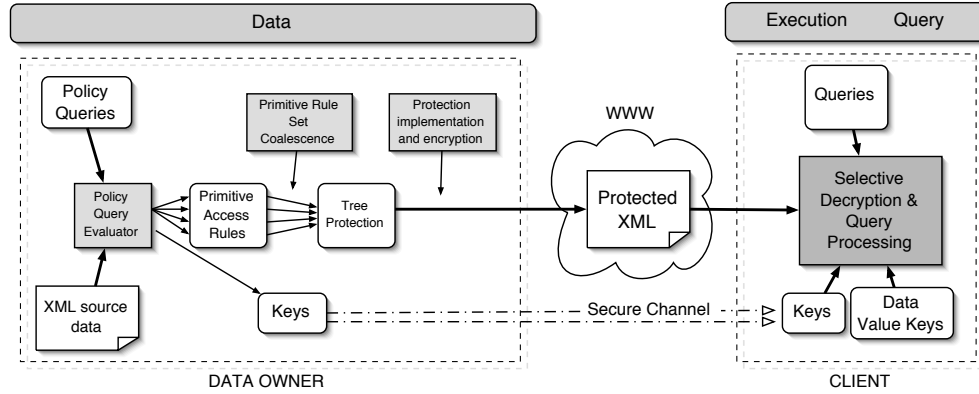 Data
Execution Query
Policy
Queries
Primitive Rule
Set
Coalescence
Protection
implementation
and encryption
WWW
Queries
Policy
Query
Evaluator
Primitive
Access
Rules
Tree
Protection
Protected
XML
Selective
Decryption &
Query
Processing
XML source
data
Keys
Secure Channel
Keys
Data
Value Keys
DATA OWNER
CLIENT